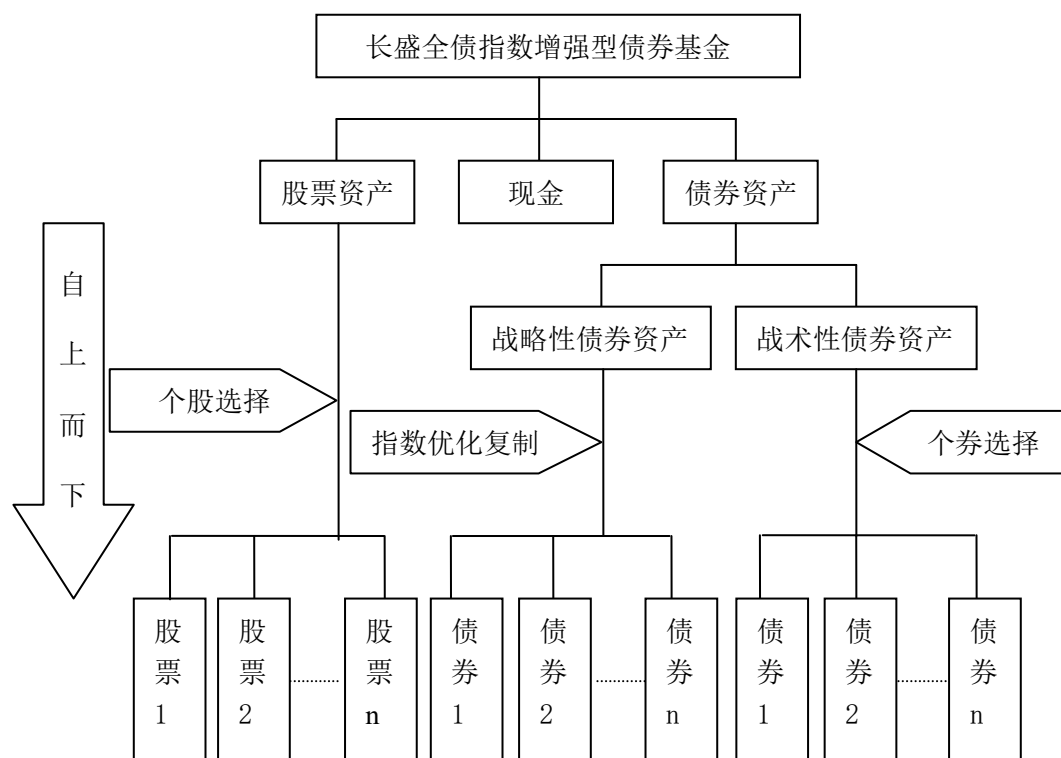 长盛全债指数增强型债券基金
股票资产
现金
债券资产
自上而下
战略性债券资产
战术性债券资产
个股选择
指数优化复制
个券选择
股票1
股票2
股票n
债券1
债券2
债券n
债券1
债券2
债券n